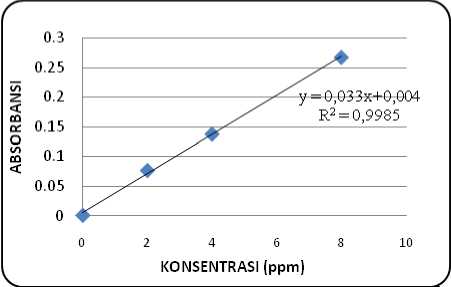 0.3
0.25
0.2
0.15
0.1
0.05
0
ABSORBANSI
y = 0,033x+0,004
R² = 0,9985
0 2 4 6 8 10
KONSENTRASI (ppm)